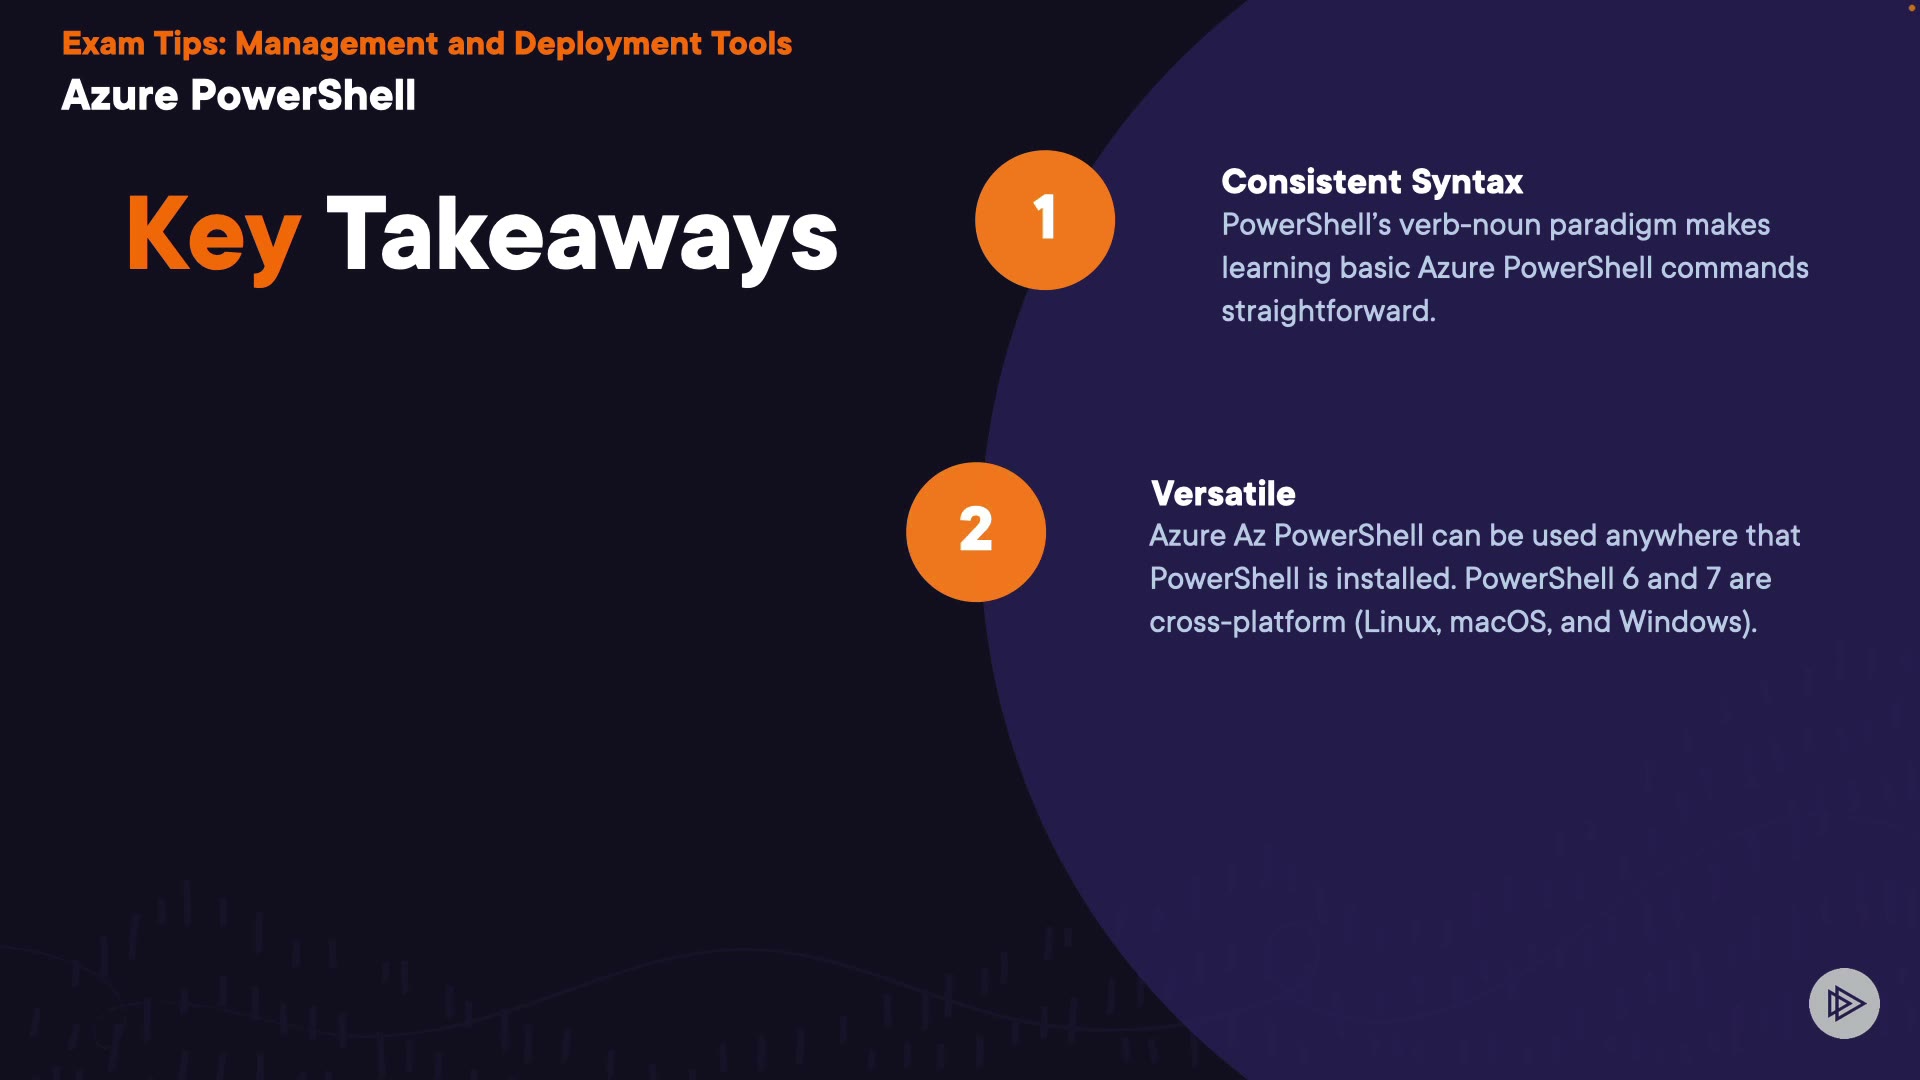 Exam Tips: Management and Deployment Tools
Azure PowerShell
Key Takeaways
1
Consistent Syntax
PowerShell’s verb-noun paradigm makes
learning basic Azure PowerShell commands
straightforward.
2
Versatile
Azure Az PowerShell can be used anywhere that
PowerShell is installed. PowerShell 6 and 7 are
cross-platform (Linux, macOS, and Windows).